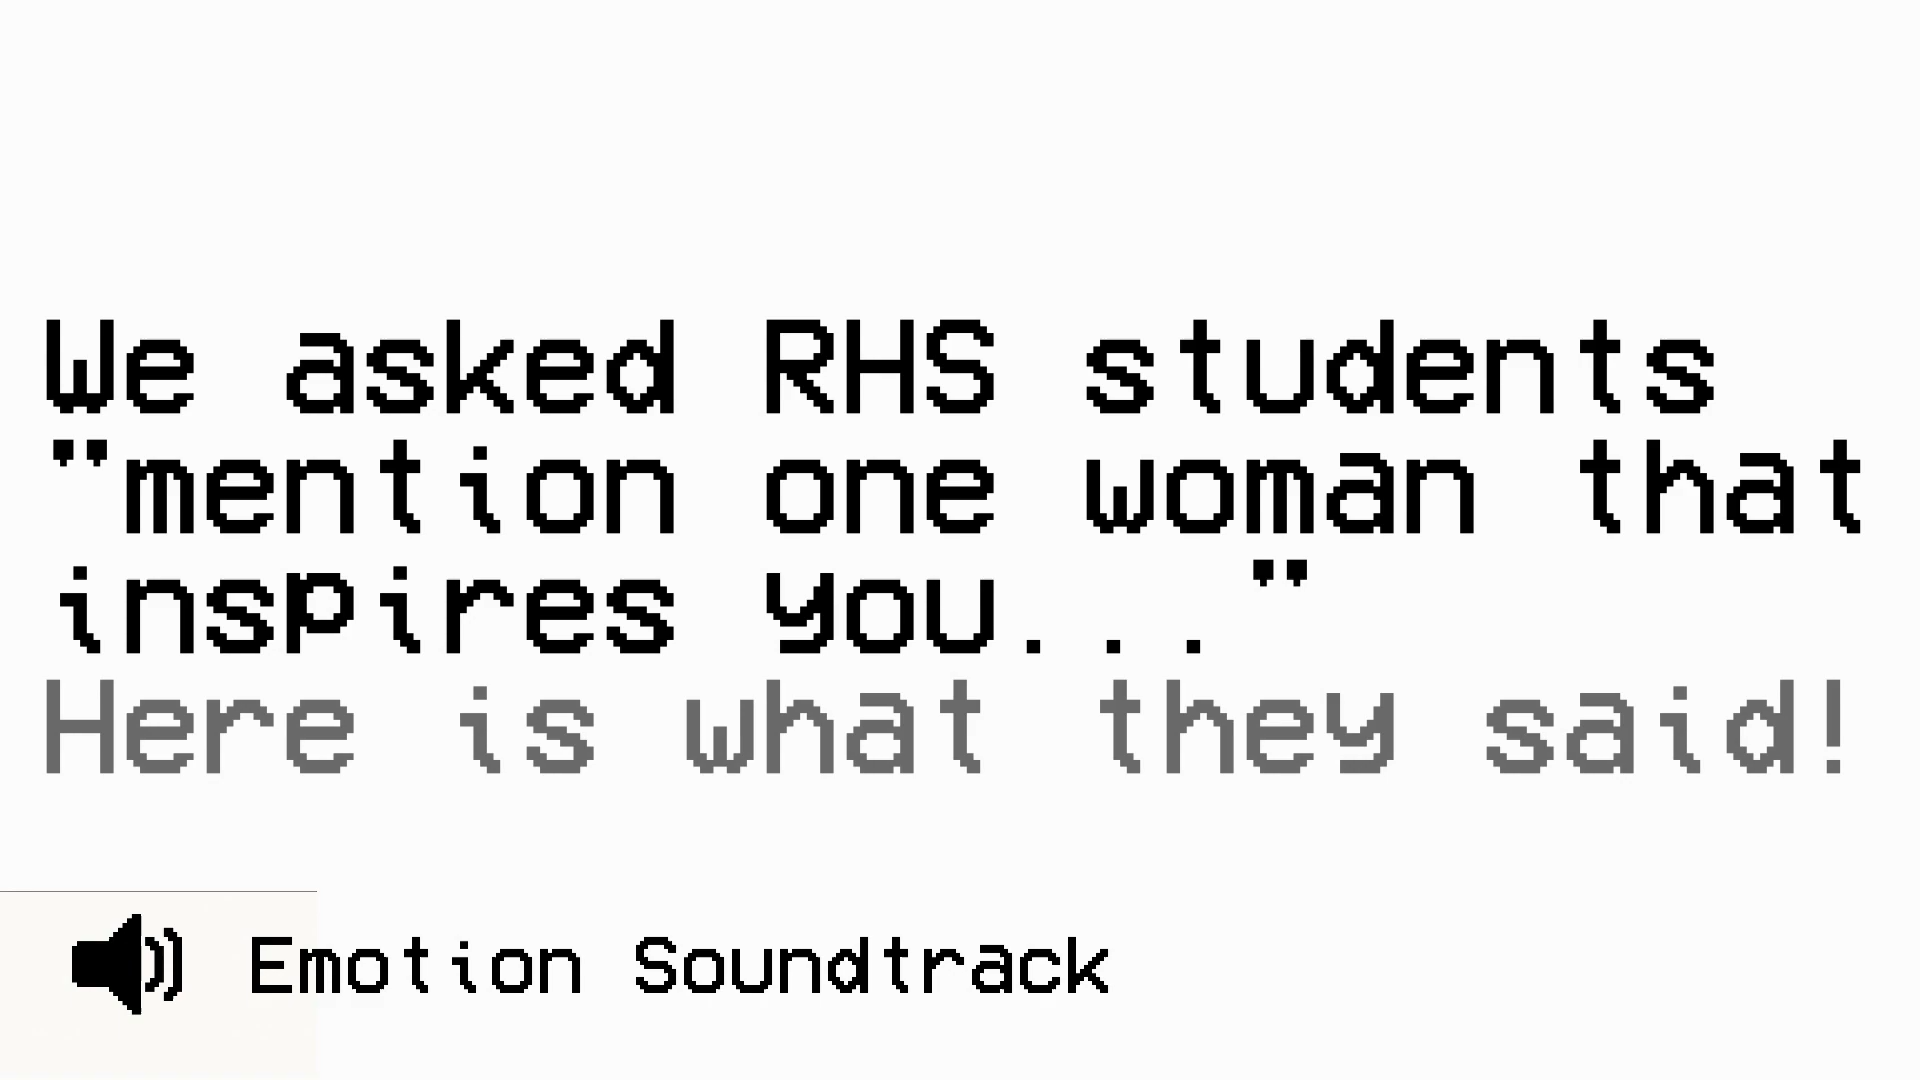 We asked RHS students
"mention one woman that
inspires you..."
Here is what they said!
Emotion Soundtrack